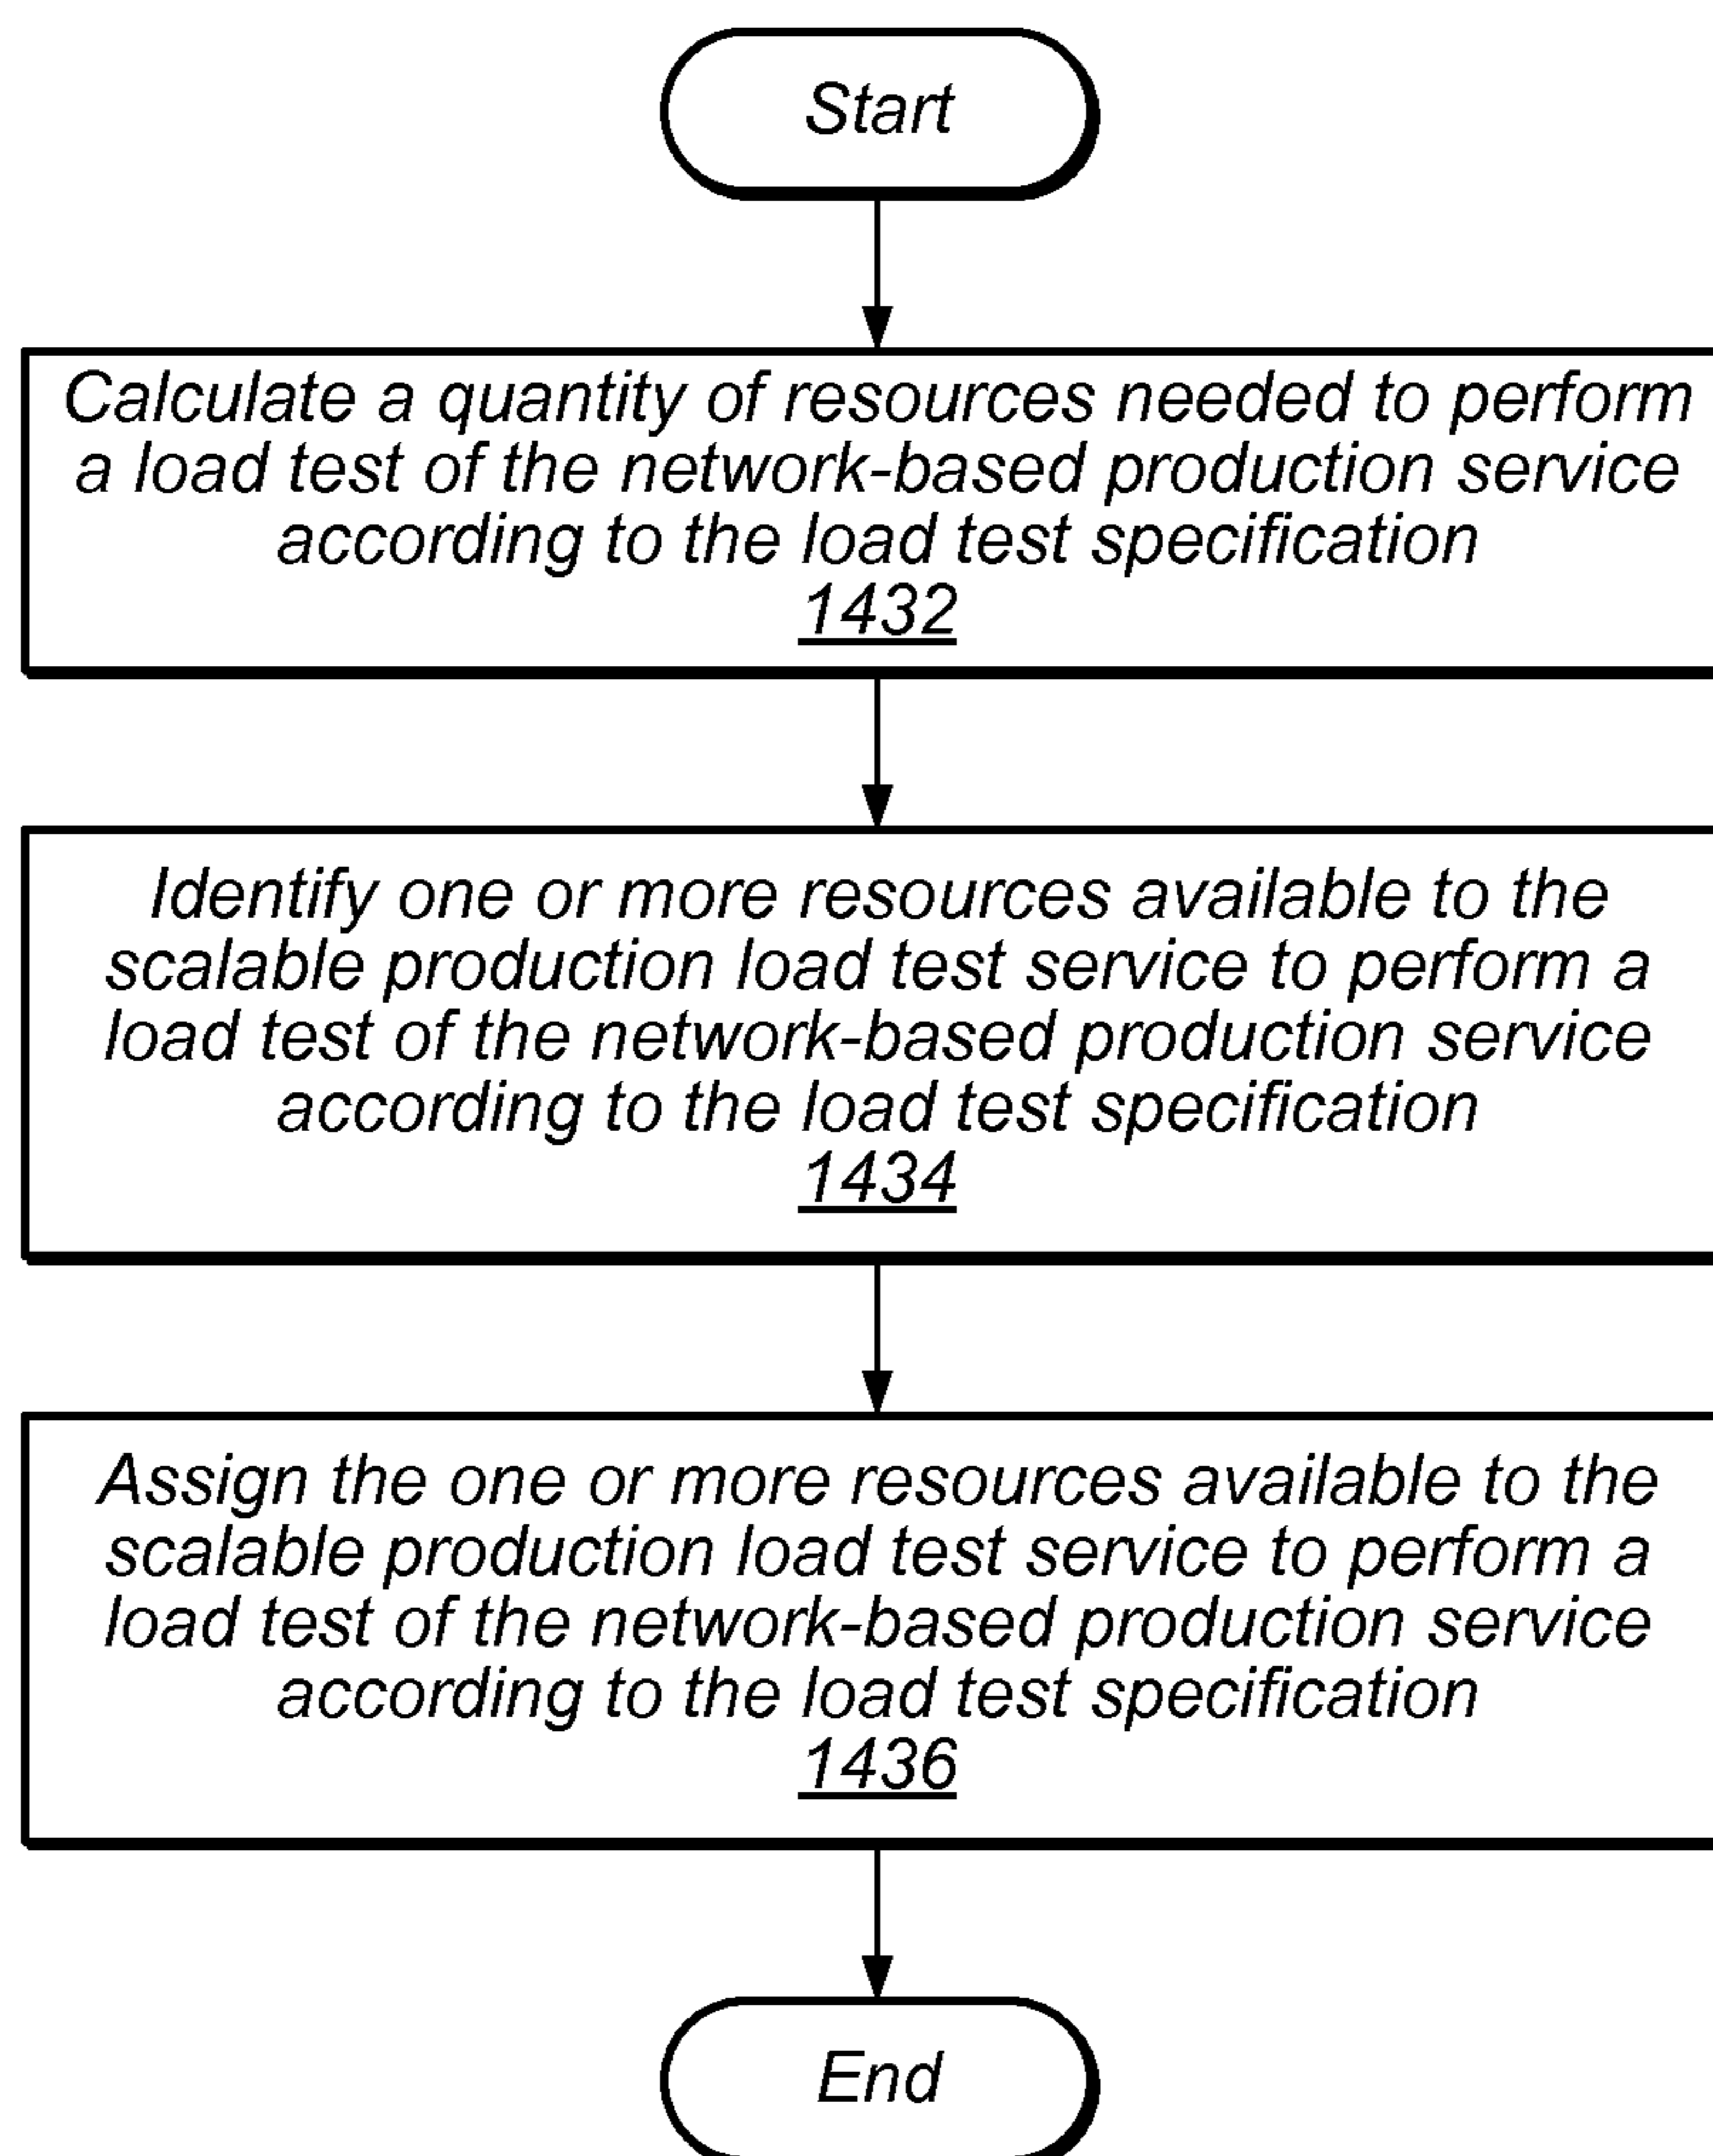 Start
Calculate a quantity of resources needed to perform
a load test of the network-based production service
according to the load test specification
1432
Identify one or more resources available to the
scalable production load test service to perform a
load test of the network-based production service
according to the load test specification
1434
Assign the one or more resources available to the
scalable production load test service to perform a
load test of the network-based production service
according to the load test specification
1436
End